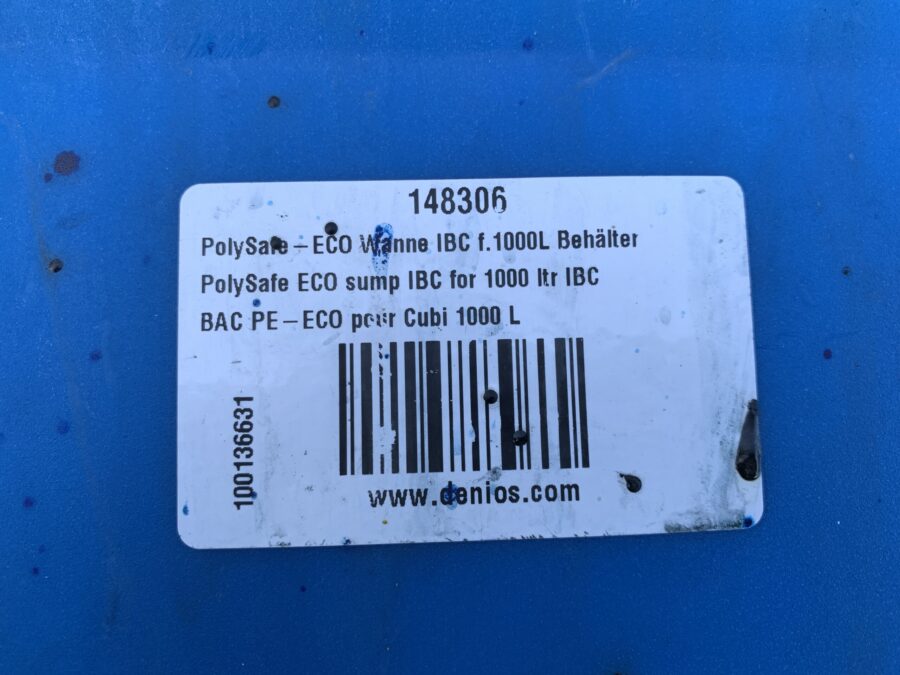 148306
PolySafe-ECO Wanne IBC f.1000L Behälter
PolySafe ECO sump IBC for 1000 ltr IBC
BAC PE-ECO pour Cubi 1000 L
100136631
www.denios.com